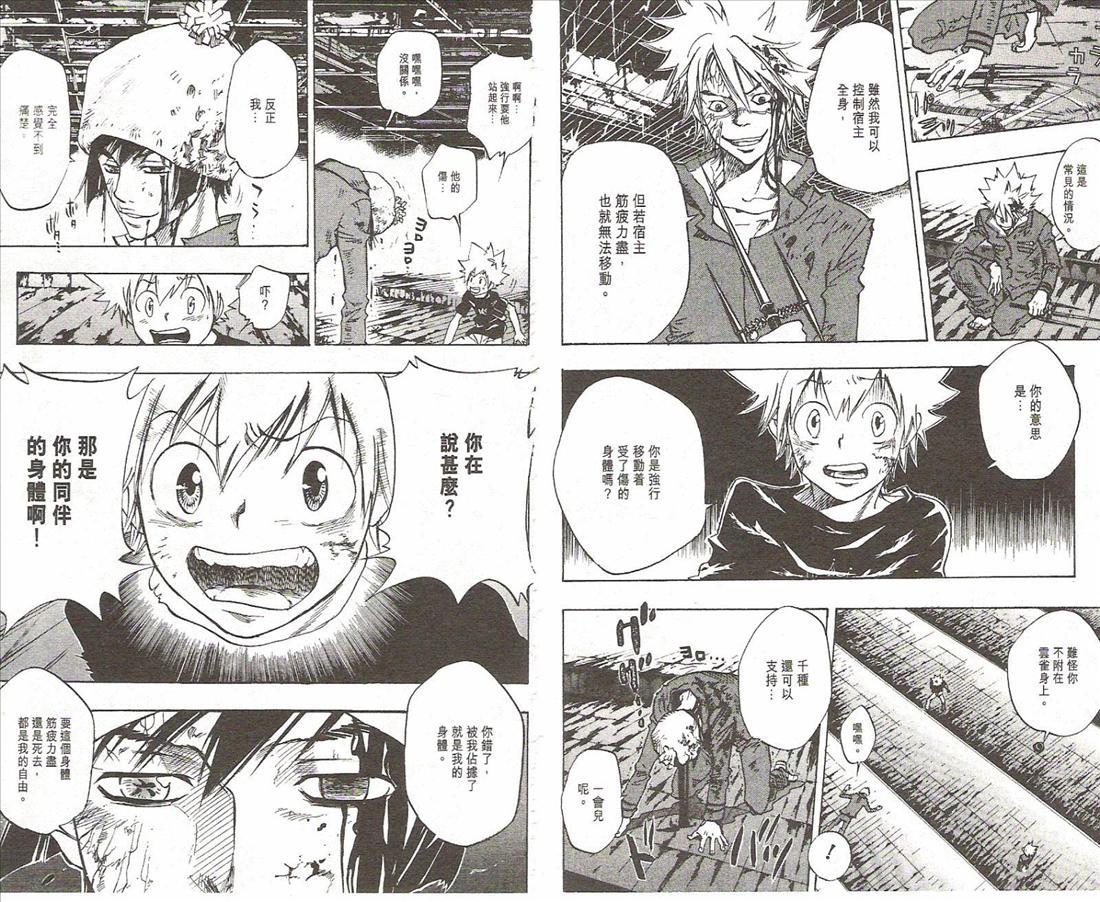 這是
常見的情況。
雖然我可以
控制宿主
全身，
但若宿主
筋疲力盡，
也就無法移動。
你的意思
是…
你是強行
移動着
受了傷的
身體嗎？
難怪你
不附在
雲雀身上。
嘿嘿。
！
千種
還可以
支持…
一會兒
呢。
啊啊…
強行要他
站起來…
嘿嘿嘿
沒關係。
他的
傷…
反正
我…
完全
感覺不到
痛楚。
吓？
你在
說甚麼？
那是
你的同伴
的身體啊！
你錯了，
被我佔據了
就是我的
身體。
要這個身體
筋疲力盡
還是死去，
都是我的自由。